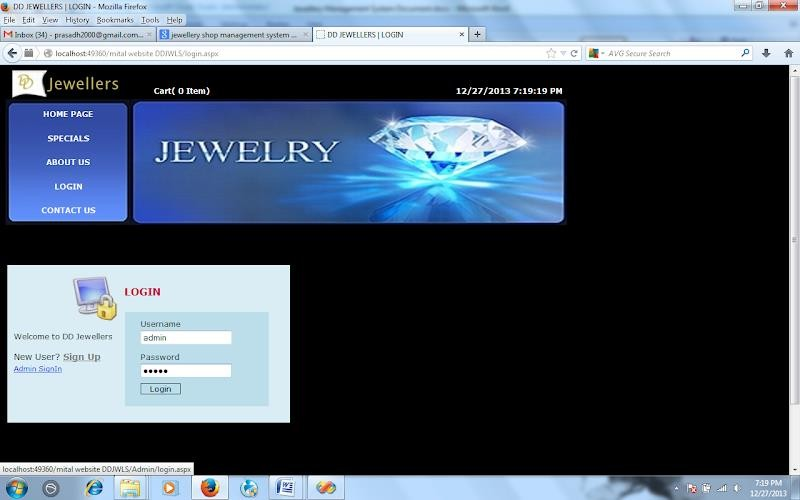 DD JEWELLERS | LOGIN - Mozilla Firefox
File Edit View History Bookmarks Tools Help
Inbox (34) - prasadh2000@gmail.com...
jewellery shop management system ...
DD JEWELLERS | LOGIN
localhost:49360/mital website DDJWLS/login.aspx
AVG Secure Search
DD Jewellers
Cart( 0 Item)
12/27/2013 7:19:19 PM
HOME PAGE
SPECIALS
ABOUT US
LOGIN
CONTACT US
JEWELRY
LOGIN
Welcome to DD Jewellers
New User? Sign Up
Admin SignIn
Username
admin
Password
Login
localhost:49360/mital website DDJWLS/Admin/login.aspx
7:19 PM
12/27/2013